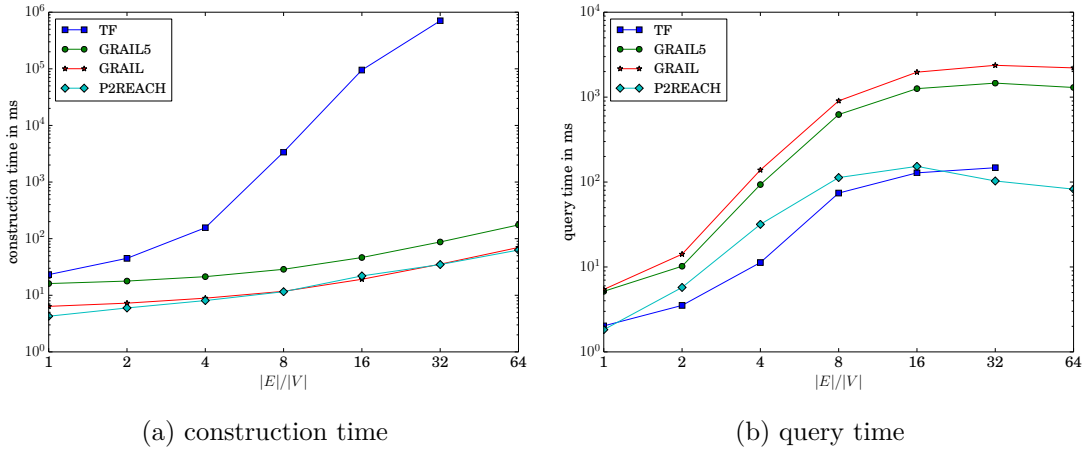 10^6
10^5
10^4
10^3
10^2
10^1
10^0
construction time in ms
TF
GRAIL5
GRAIL
P2REACH
1 2 4 8 16 32 64
|E|/|V|
(a) construction time
10^4
10^3
10^2
10^1
10^0
query time in ms
TF
GRAIL5
GRAIL
P2REACH
1 2 4 8 16 32 64
|E|/|V|
(b) query time